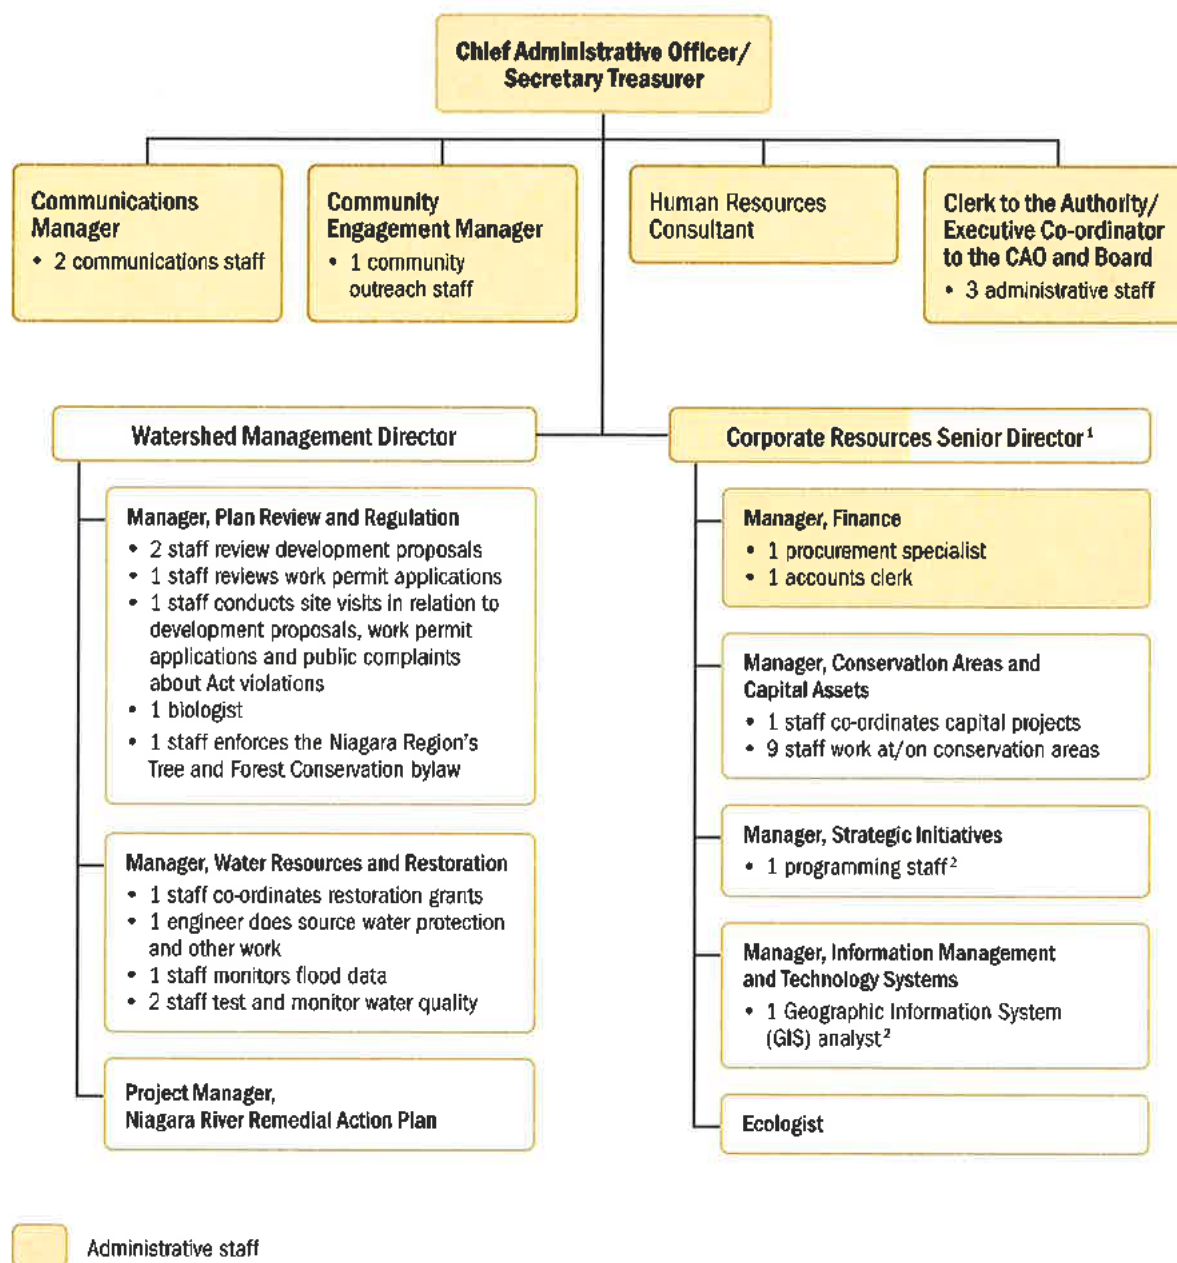 Chief Administrative Officer/
Secretary Treasurer
Communications
Manager
• 2 communications staff
Community
Engagement Manager
• 1 community
outreach staff
Human Resources
Consultant
Clerk to the Authority/
Executive Co-ordinator
to the CAO and Board
• 3 administrative staff
Watershed Management Director
Manager, Plan Review and Regulation
• 2 staff review development proposals
• 1 staff reviews work permit applications
• 1 staff conducts site visits in relation to
development proposals, work permit
applications and public complaints
about Act violations
• 1 biologist
• 1 staff enforces the Niagara Region's
Tree and Forest Conservation bylaw
Manager, Water Resources and Restoration
• 1 staff co-ordinates restoration grants
• 1 engineer does source water protection
and other work
• 1 staff monitors flood data
• 2 staff test and monitor water quality
Project Manager,
Niagara River Remedial Action Plan
Corporate Resources Senior Director¹
Manager, Finance
• 1 procurement specialist
• 1 accounts clerk
Manager, Conservation Areas and
Capital Assets
• 1 staff co-ordinates capital projects
• 9 staff work at/on conservation areas
Manager, Strategic Initiatives
• 1 programming staff²
Manager, Information Management
and Technology Systems
• 1 Geographic Information System
(GIS) analyst²
Ecologist
Administrative staff